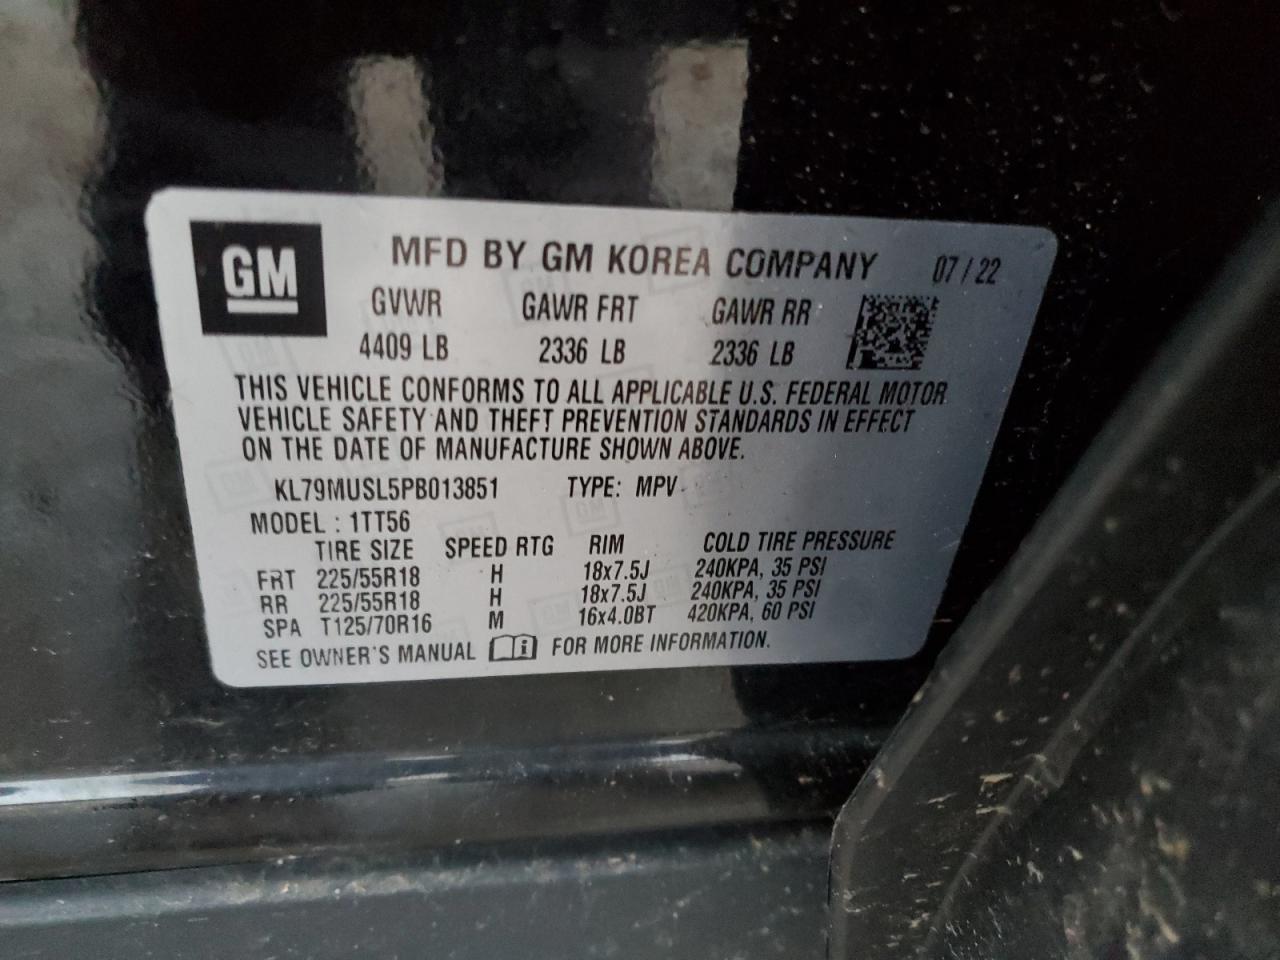 GM MFD BY GM KOREA COMPANY 07/22
GVWR GAWR FRT GAWR RR
4409 LB 2336 LB 2336 LB
THIS VEHICLE CONFORMS TO ALL APPLICABLE U.S. FEDERAL MOTOR
VEHICLE SAFETY AND THEFT PREVENTION STANDARDS IN EFFECT
ON THE DATE OF MANUFACTURE SHOWN ABOVE.
KL79MUSL5PB013851 TYPE: MPV
MODEL : 1TT56
TIRE SIZE SPEED RTG RIM COLD TIRE PRESSURE
FRT 225/55R18 H 18x7.5J 240KPA, 35 PSI
RR 225/55R18 H 18x7.5J 240KPA, 35 PSI
SPA T125/70R16 M 16x4.0BT 420KPA, 60 PSI
SEE OWNER'S MANUAL i FOR MORE INFORMATION.